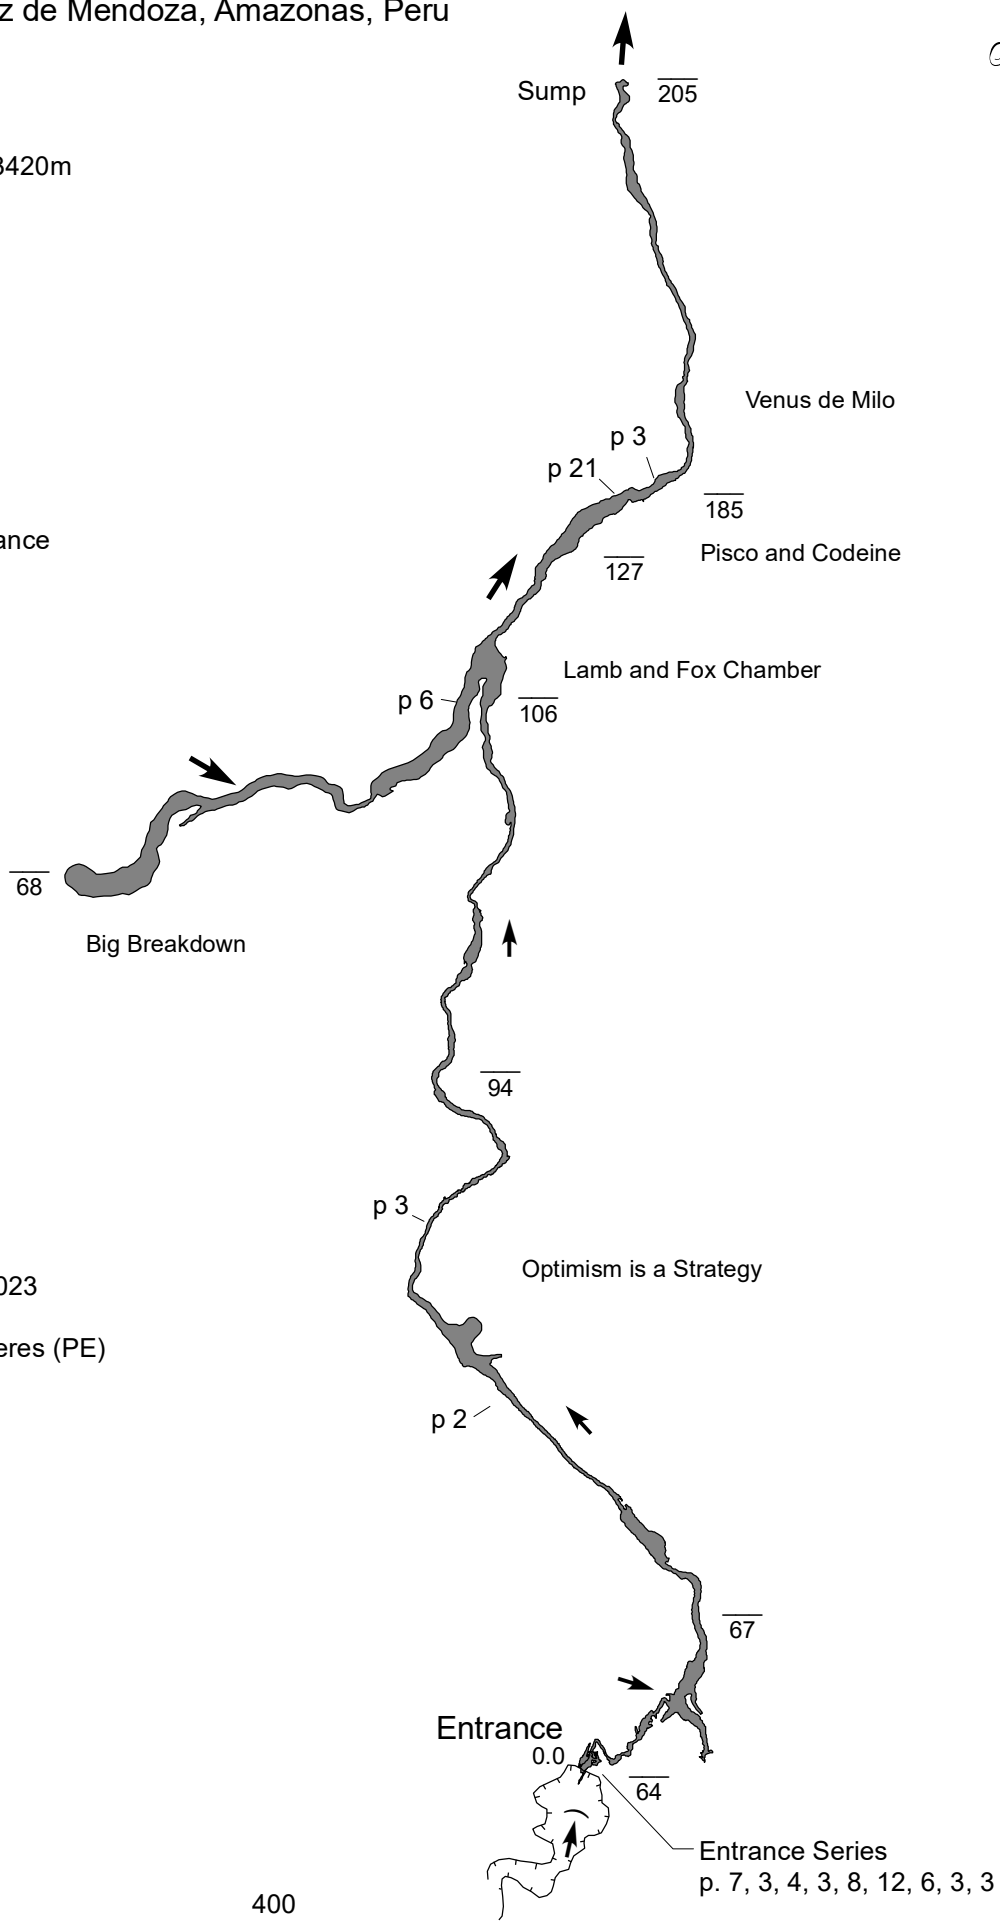 z de Mendoza, Amazonas, Peru
Sump
205
3420m
Venus de Milo
p 3
p 21
185
ance
Pisco and Codeine
127
Lamb and Fox Chamber
p 6
106
68
Big Breakdown
94
p 3
Optimism is a Strategy
023
eres (PE)
p 2
67
Entrance
0.0
64
Entrance Series
p. 7, 3, 4, 3, 8, 12, 6, 3, 3
400